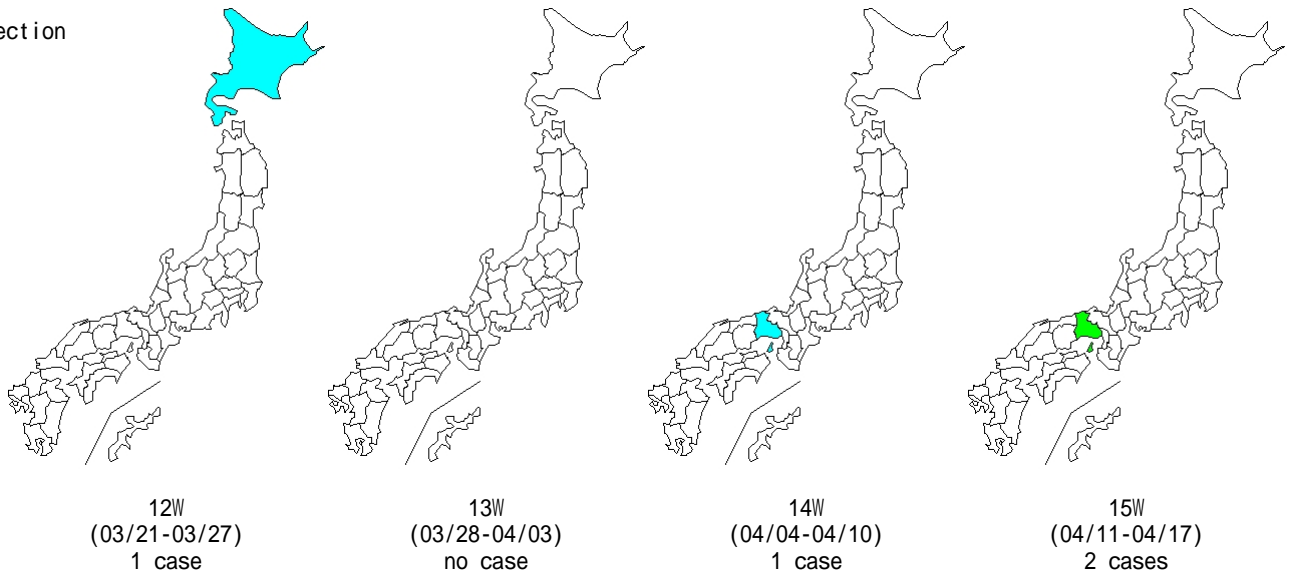 ection
12W
(03/21-03/27)
1 case
13W
(03/28-04/03)
no case
14W
(04/04-04/10)
1 case
15W
(04/11-04/17)
2 cases